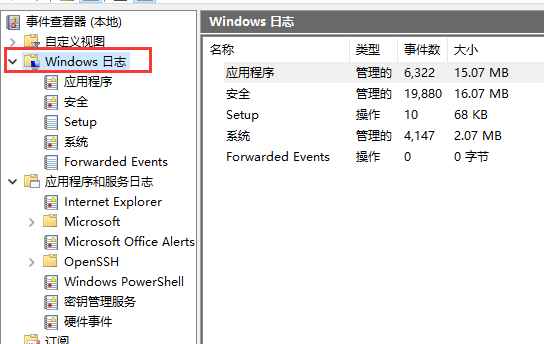 事件查看器 (本地)
自定义视图
Windows 日志
应用程序
安全
Setup
系统
Forwarded Events
应用程序和服务日志
Internet Explorer
Microsoft
Microsoft Office Alerts
OpenSSH
Windows PowerShell
密钥管理服务
硬件事件
订阅
Windows 日志
名称 类型 事件数 大小
应用程序 管理的 6,322 15.07 MB
安全 管理的 19,880 16.07 MB
Setup 操作 10 68 KB
系统 管理的 4,147 2.07 MB
Forwarded Events 操作 0 0 字节